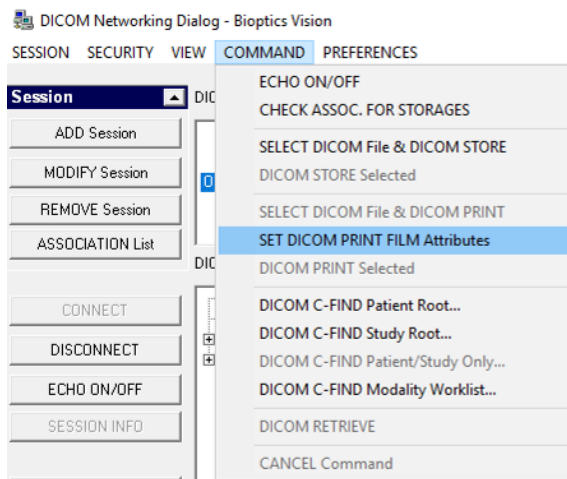 DICOM Networking Dialog - Bioptics Vision
SESSION SECURITY VIEW COMMAND PREFERENCES
Session
DIC
ADD Session
MODIFY Session
REMOVE Session
ASSOCIATION List
DIC
CONNECT
DISCONNECT
ECHO ON/OFF
SESSION INFO
ECHO ON/OFF
CHECK ASSOC. FOR STORAGES
SELECT DICOM File & DICOM STORE
DICOM STORE Selected
SELECT DICOM File & DICOM PRINT
SET DICOM PRINT FILM Attributes
DICOM PRINT Selected
DICOM C-FIND Patient Root...
DICOM C-FIND Study Root...
DICOM C-FIND Patient/Study Only...
DICOM C-FIND Modality Worklist...
DICOM RETRIEVE
CANCEL Command